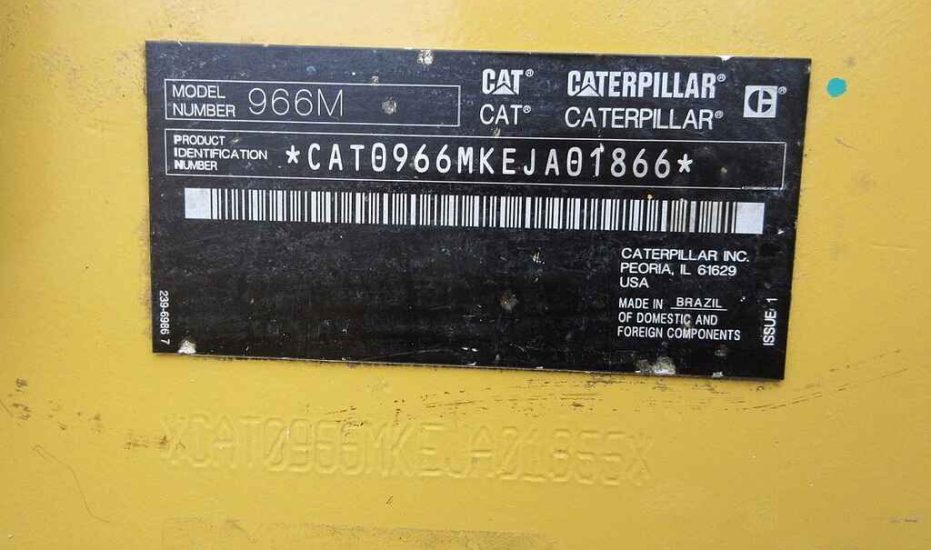 MODEL NUMBER 966M
CAT® CATERPILLAR®
CAT® CATERPILLAR®
PRODUCT IDENTIFICATION NUMBER *CAT0966MKEJA01866*
CATERPILLAR INC.
PEORIA, IL 61629
USA
MADE IN BRAZIL
OF DOMESTIC AND
FOREIGN COMPONENTS
239-6986 7
ISSUE- 1